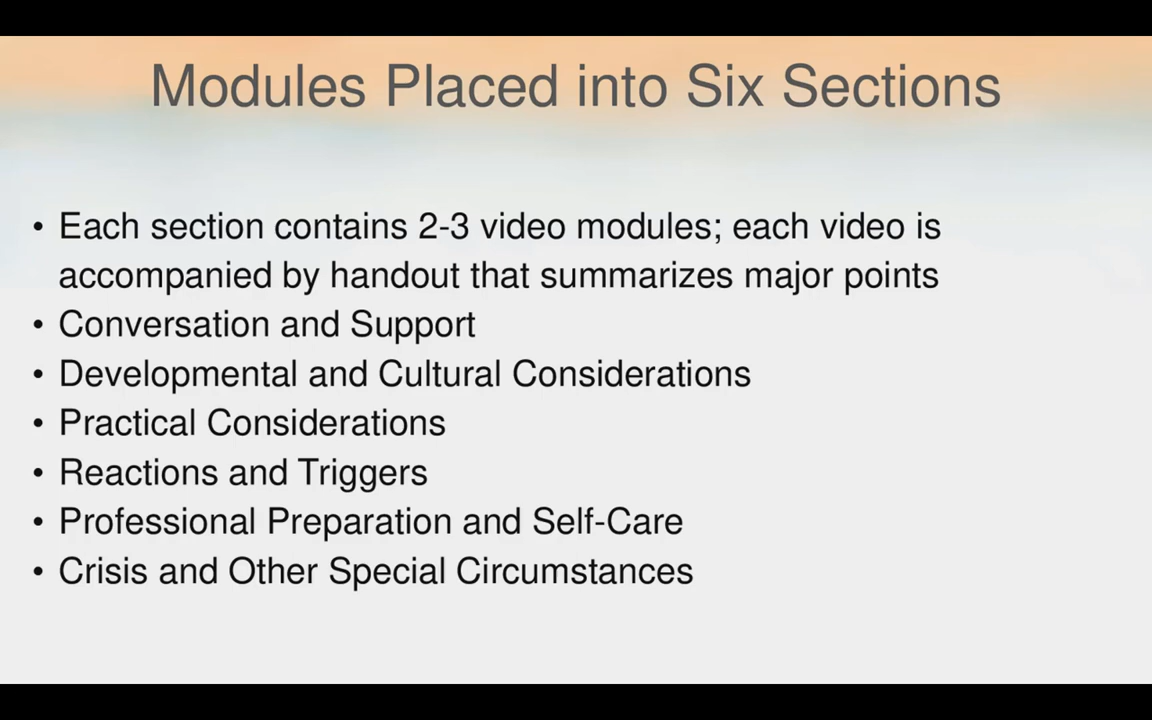 Modules Placed into Six Sections
• Each section contains 2-3 video modules; each video is
accompanied by handout that summarizes major points
• Conversation and Support
• Developmental and Cultural Considerations
• Practical Considerations
• Reactions and Triggers
• Professional Preparation and Self-Care
• Crisis and Other Special Circumstances